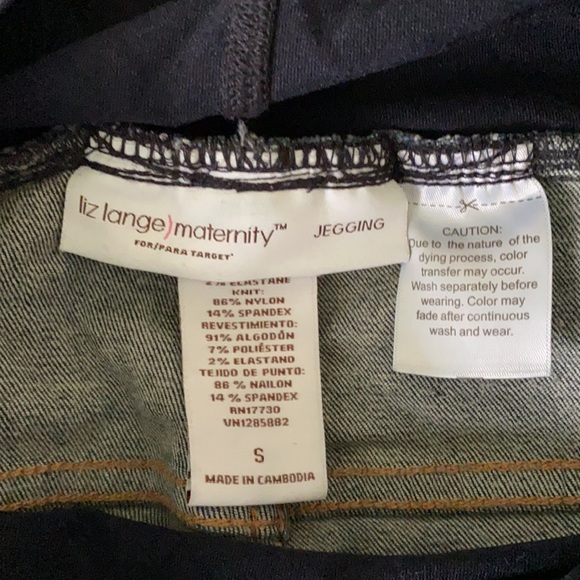 liz lange)maternity™ JEGGING
FOR/PARA TARGET*
2% ELASTANE
KNIT:
86% NYLON
14% SPANDEX
REVESTIMIENTO:
91% ALGODÓN
7% POLIÉSTER
2% ELASTANO
TEJIDO DE PUNTO:
86 % NAILON
14 % SPANDEX
RN17730
VN1285882
S
MADE IN CAMBODIA
CAUTION:
Due to the nature of the
dying process, color
transfer may occur.
Wash separately before
wearing. Color may
fade after continuous
wash and wear.